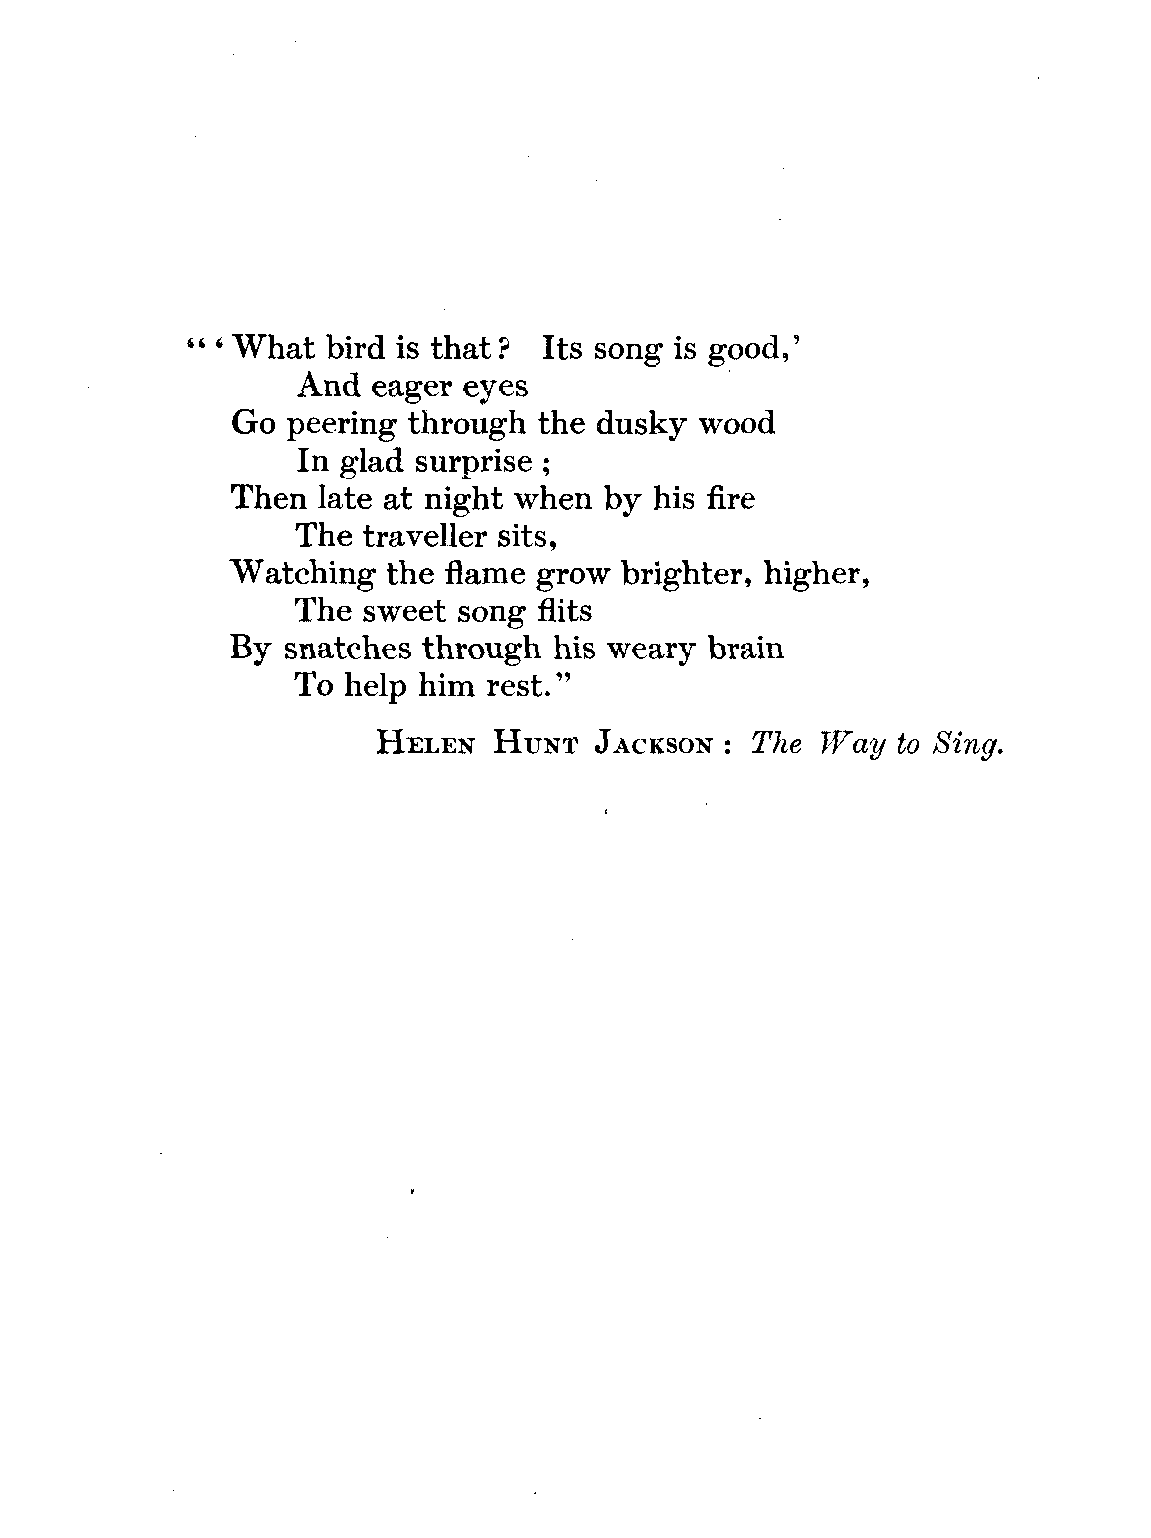 “ ‘ What bird is that ? Its song is good,’
And eager eyes
Go peering through the dusky wood
In glad surprise ;
Then late at night when by his fire
The traveller sits,
Watching the flame grow brighter, higher,
The sweet song flits
By snatches through his weary brain
To help him rest.”
Helen Hunt Jackson : The Way to Sing.